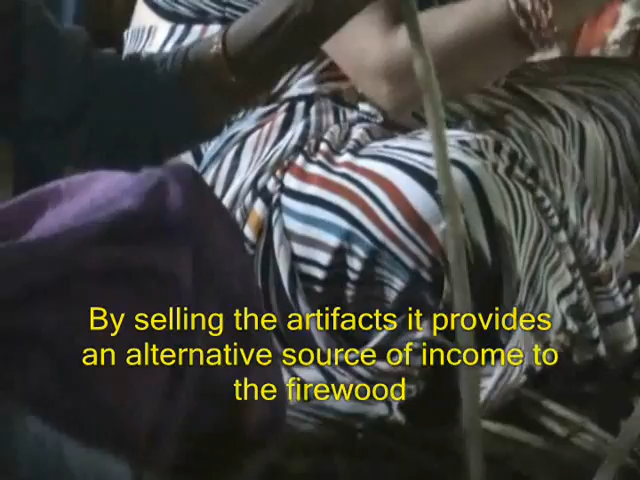 By selling the artifacts it provides
an alternative source of income to
the firewood